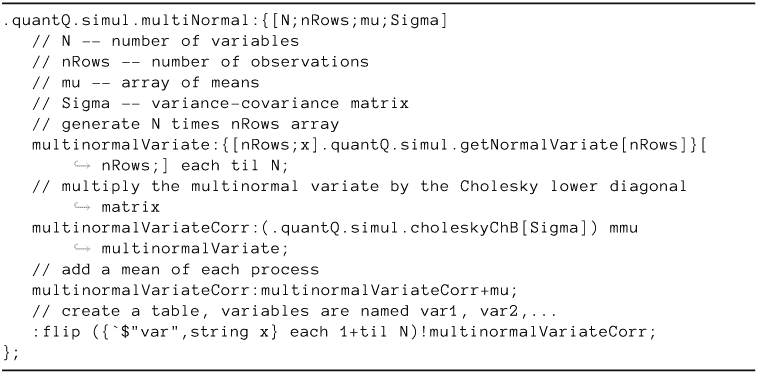 .quantQ.simul.multiNormal:{[N;nRows;mu;Sigma]
// N -- number of variables
// nRows -- number of observations
// mu -- array of means
// Sigma -- variance-covariance matrix
// generate N times nRows array
multinormalVariate:{[nRows;x].quantQ.simul.getNormalVariate[nRows]}[
↪ nRows;] each til N;
// multiply the multinormal variate by the Cholesky lower diagonal
↪ matrix
multinormalVariateCorr:(.quantQ.simul.choleskyChB[Sigma]) mmu
↪ multinormalVariate;
// add a mean of each process
multinormalVariateCorr:multinormalVariateCorr+mu;
// create a table, variables are named var1, var2,...
:flip ({`$"var",string x} each 1+til N)!multinormalVariateCorr;
};